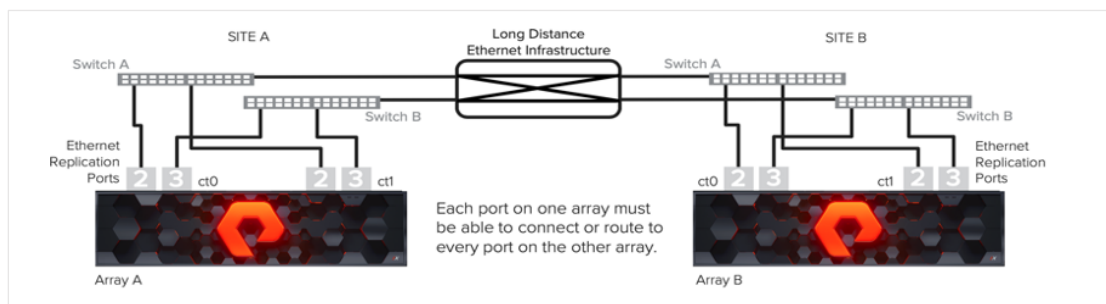 SITE A
Long Distance
Ethernet Infrastructure
SITE B
Switch A
Switch A
Switch B
Switch B
Ethernet
Replication
Ports
2 3 ct0 2 3 ct1
Each port on one array must
be able to connect or route to
every port on the other array.
ct0 2 3 ct1 2 3
Ethernet
Replication
Ports
Array A
Array B